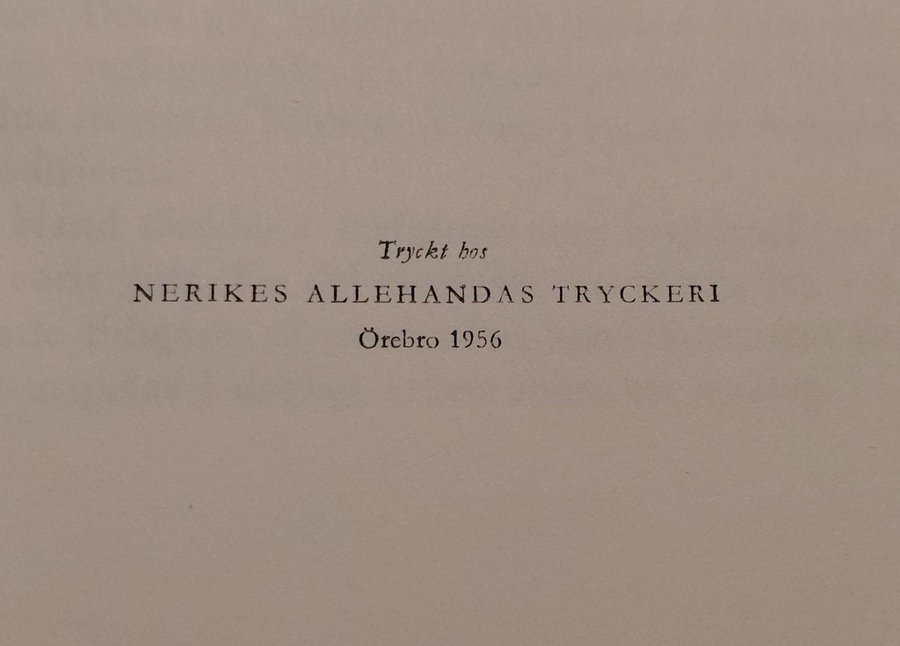 Tryckt hos
NERIKES ALLEHANDAS TRYCKERI
Örebro 1956